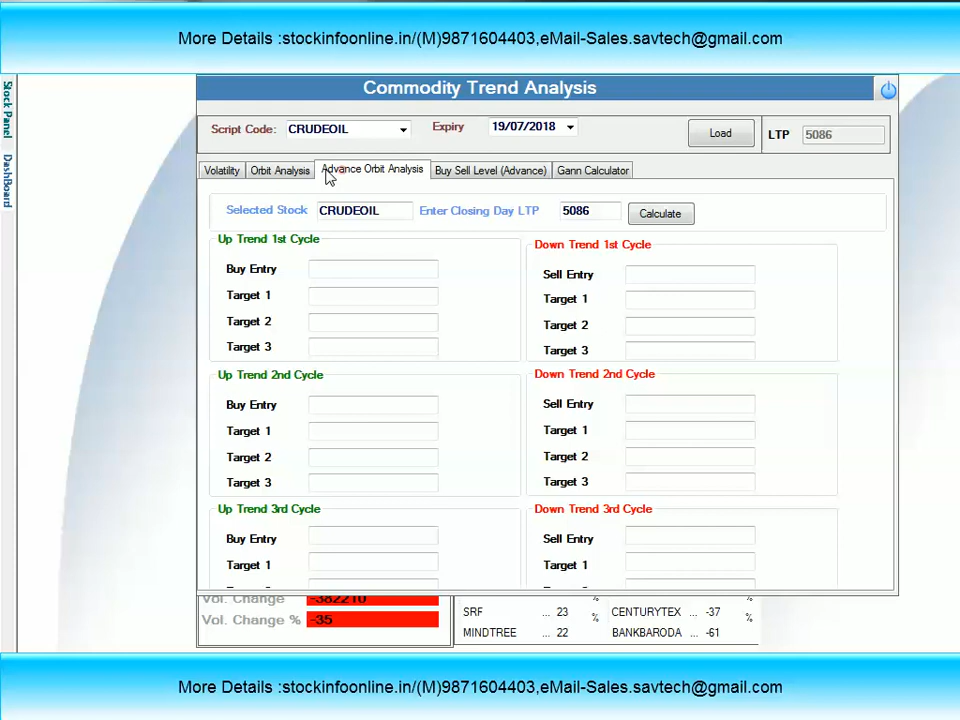 More Details :stockinfoonline.in/(M)9871604403,eMail-Sales.savtech@gmail.com
Stock Panel
DashBoard
Commodity Trend Analysis
Script Code: CRUDEOIL Expiry 19/07/2018 Load LTP 5086
Volatility Orbit Analysis Advance Orbit Analysis Buy Sell Level (Advance) Gann Calculator
Selected Stock CRUDEOIL Enter Closing Day LTP 5086 Calculate
Up Trend 1st Cycle
Buy Entry
Target 1
Target 2
Target 3
Down Trend 1st Cycle
Sell Entry
Target 1
Target 2
Target 3
Up Trend 2nd Cycle
Buy Entry
Target 1
Target 2
Target 3
Down Trend 2nd Cycle
Sell Entry
Target 1
Target 2
Target 3
Up Trend 3rd Cycle
Buy Entry
Target 1
Down Trend 3rd Cycle
Sell Entry
Target 1
Vol. Change -382210
Vol. Change % -35
SRF ... 23 % CENTURYTEX ... -37 %
MINDTREE ... 22 % BANKBARODA ... -61 %
More Details :stockinfoonline.in/(M)9871604403,eMail-Sales.savtech@gmail.com